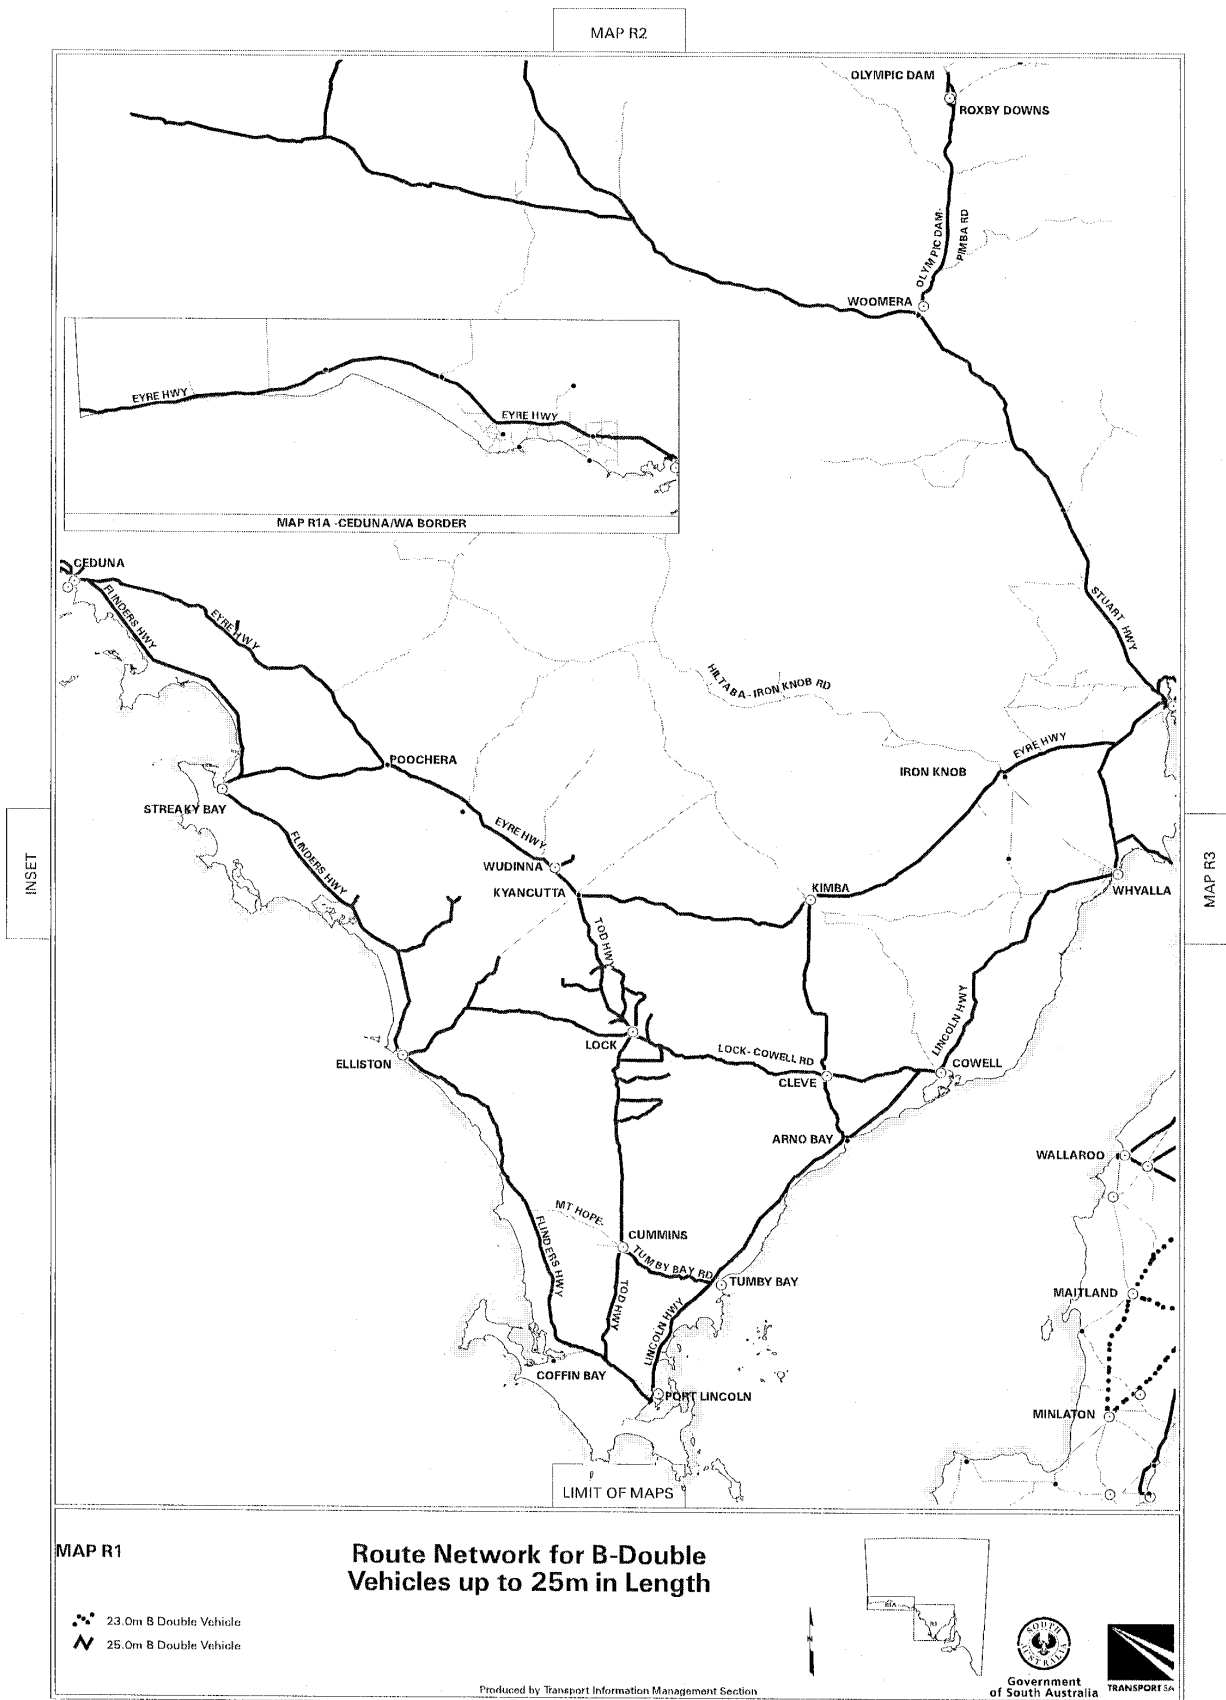 MAP R2
OLYMPIC DAM
ROXBY DOWNS
OLYMPIC DAM-
PIMBA RD
WOOMERA
EYRE HWY
EYRE HWY
MAP R1A -CEDUNA/WA BORDER
CEDUNA
FLINDERS HWY
EYRE HWY
STUART HWY
HILTABA-IRON KNOB RD
EYRE HWY
POOCHERA
IRON KNOB
STREAKY BAY
EYRE HWY
FLINDERS HWY
WUDINNA
KYANCUTTA
KIMBA
WHYALLA
INSET
MAP R3
TOD HWY
LINCOLN HWY
LOCK
LOCK-COWELL RD
ELLISTON
COWELL
CLEVE
ARNO BAY
WALLAROO
MT HOPE-
CUMMINS
FLINDERS HWY
TUMBY BAY RD
TUMBY BAY
TOD HWY
MAITLAND
LINCOLN HWY
COFFIN BAY
PORT LINCOLN
MINLATON
LIMIT OF MAPS
MAP R1
Route Network for B-Double
Vehicles up to 25m in Length
23.0m B Double Vehicle
25.0m B Double Vehicle
R1A
R1
N
SOUTH AUSTRALIA
Government
of South Australia
TRANSPORT SA
Produced by Transport Information Management Section